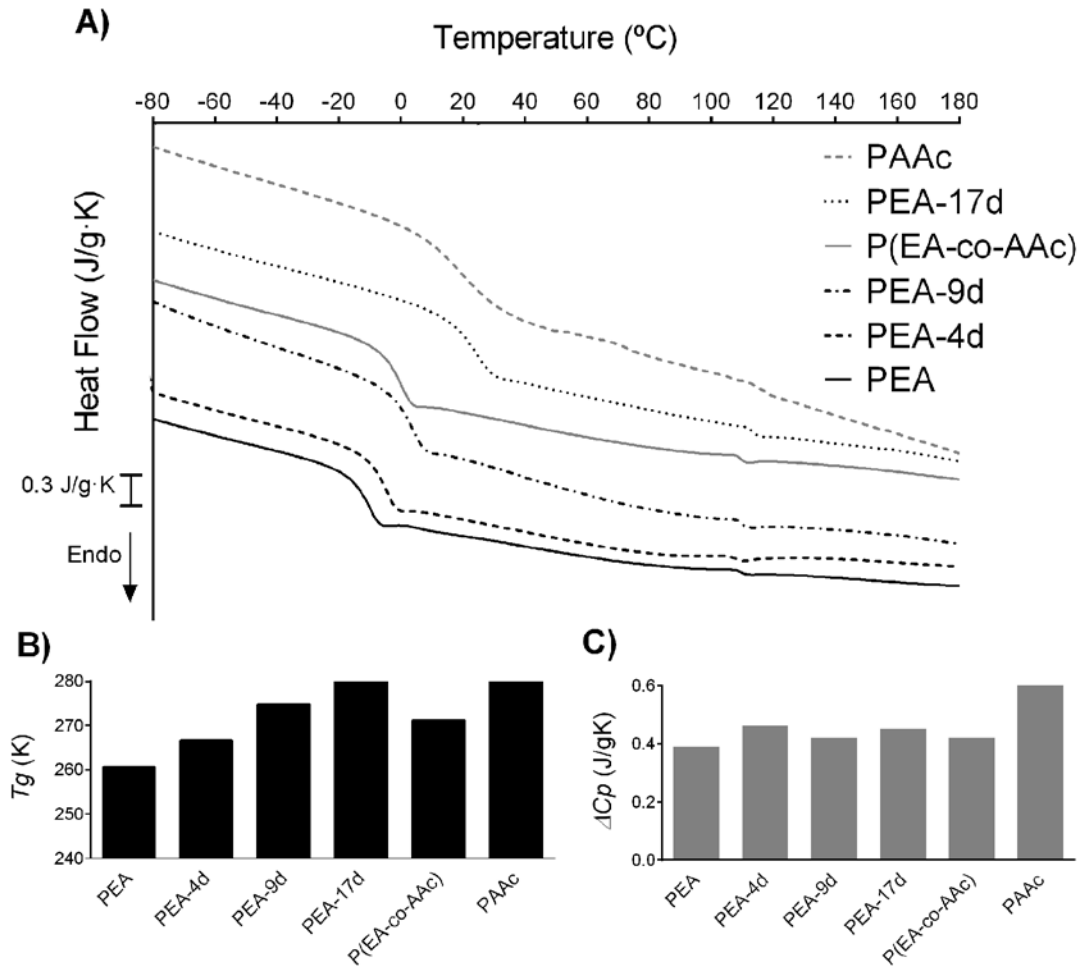 A)
Temperature (ºC)
-80 -60 -40 -20 0 20 40 60 80 100 120 140 160 180
Heat Flow (J/g·K)
PAAc
PEA-17d
P(EA-co-AAc)
PEA-9d
PEA-4d
PEA
0.3 J/g·K
Endo
B)
Tg (K)
280
270
260
250
240
PEA PEA-4d PEA-9d PEA-17d P(EA-co-AAc) PAAc
C)
ΔCp (J/gK)
0.6
0.4
0.2
0.0
PEA PEA-4d PEA-9d PEA-17d P(EA-co-AAc) PAAc